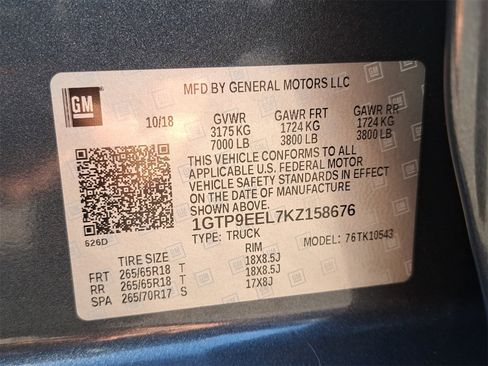 GM
MFD BY GENERAL MOTORS LLC
10/18 GVWR GAWR FRT GAWR RR
3175 KG 1724 KG 1724 KG
7000 LB 3800 LB 3800 LB
THIS VEHICLE CONFORMS TO ALL
APPLICABLE U.S. FEDERAL MOTOR
VEHICLE SAFETY STANDARDS IN EFFECT
ON THE DATE OF MANUFACTURE
SHOWN ABOVE.
1GTP9EEL7KZ158676
626D TYPE: TRUCK MODEL: 76TK10543
TIRE SIZE RIM
FRT 265/65R18 T 18X8.5J
RR 265/65R18 T 18X8.5J
SPA 265/70R17 S 17X8J